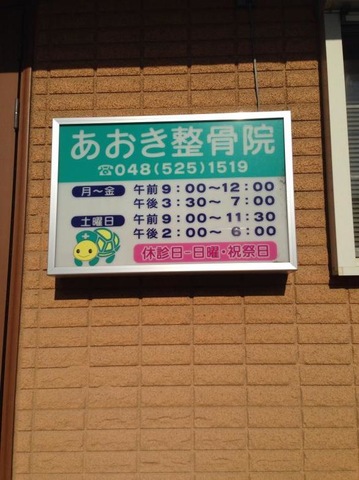 あおき整骨院
☎048(525)1519
月～金 午前 9:00～12:00
午後 3:30～ 7:00
土曜日 午前 9:00～11:30
午後 2:00～ 6:00
休診日-日曜・祝祭日